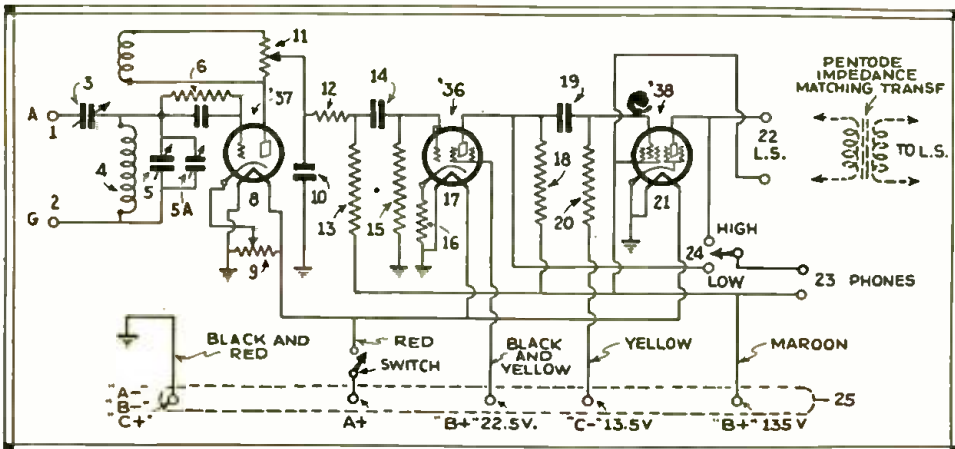 11
3
6
14
19
PENTODE
IMPEDANCE
MATCHING TRANSF
'37
12
'36
'38
A
1
22
L.S.
TO L.S.
4
5
18
2
G
5A
8
10
13
15
17
16
20
21
HIGH
24
LOW
9
23 PHONES
BLACK AND
RED
RED
SWITCH
BLACK
AND
YELLOW
YELLOW
MAROON
"A-"
"B-"
"C+"
A+
"B+" 22.5V.
"C-" 13.5V
"B+" 135V
25